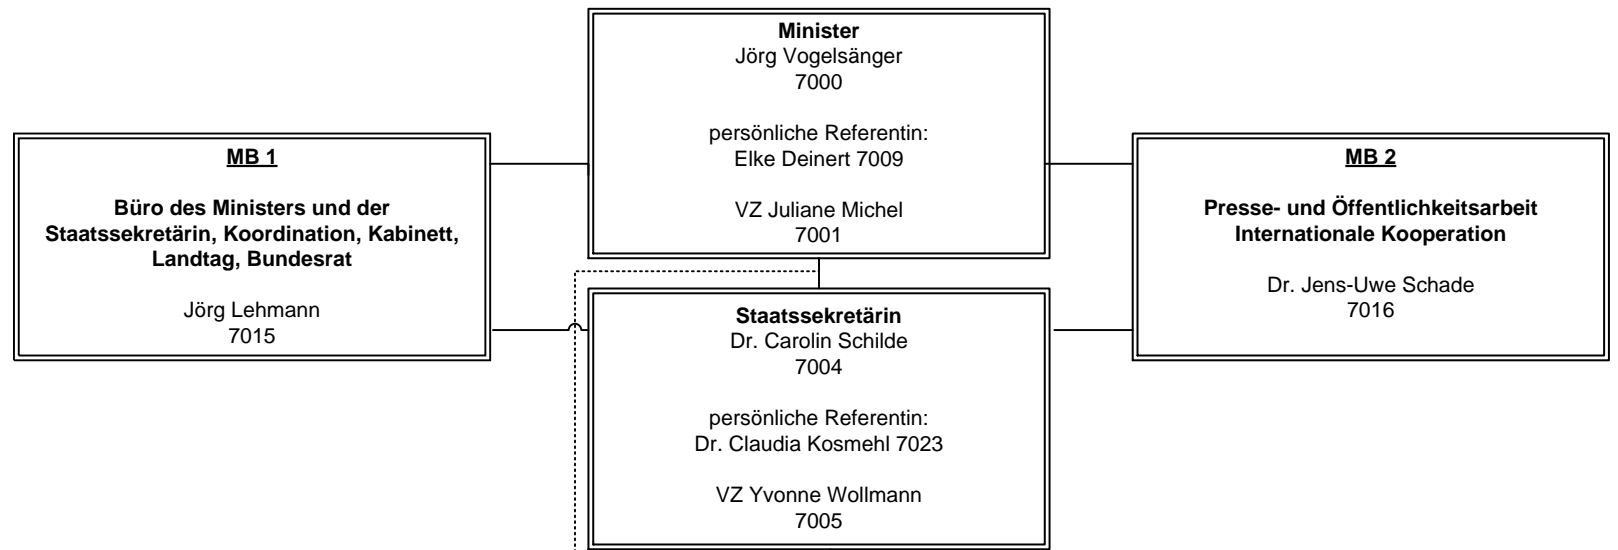 Minister
Jörg Vogelsänger
7000
persönliche Referentin:
Elke Deinert 7009
VZ Juliane Michel
7001
MB 1
Büro des Ministers und der
Staatssekretärin, Koordination, Kabinett,
Landtag, Bundesrat
Jörg Lehmann
7015
MB 2
Presse- und Öffentlichkeitsarbeit
Internationale Kooperation
Dr. Jens-Uwe Schade
7016
Staatssekretärin
Dr. Carolin Schilde
7004
persönliche Referentin:
Dr. Claudia Kosmehl 7023
VZ Yvonne Wollmann
7005